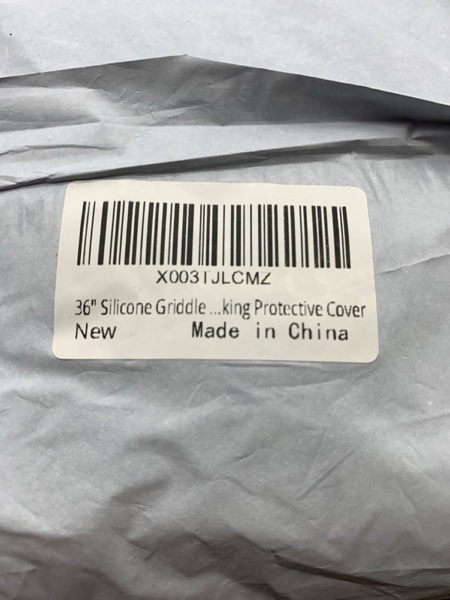 X003TJLCMZ
36" Silicone Griddle ...king Protective Cover
New Made in China